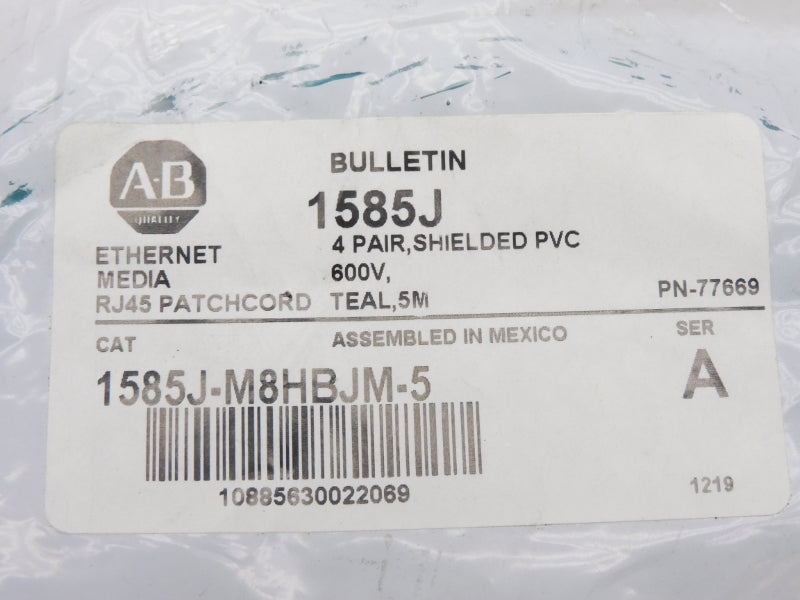 A-B
QUALITY
BULLETIN
1585J
ETHERNET
MEDIA
RJ45 PATCHCORD
4 PAIR,SHIELDED PVC
600V,
TEAL,5M
PN-77669
CAT
ASSEMBLED IN MEXICO
SER
1585J-M8HBJM-5
A
10885630022069
1219